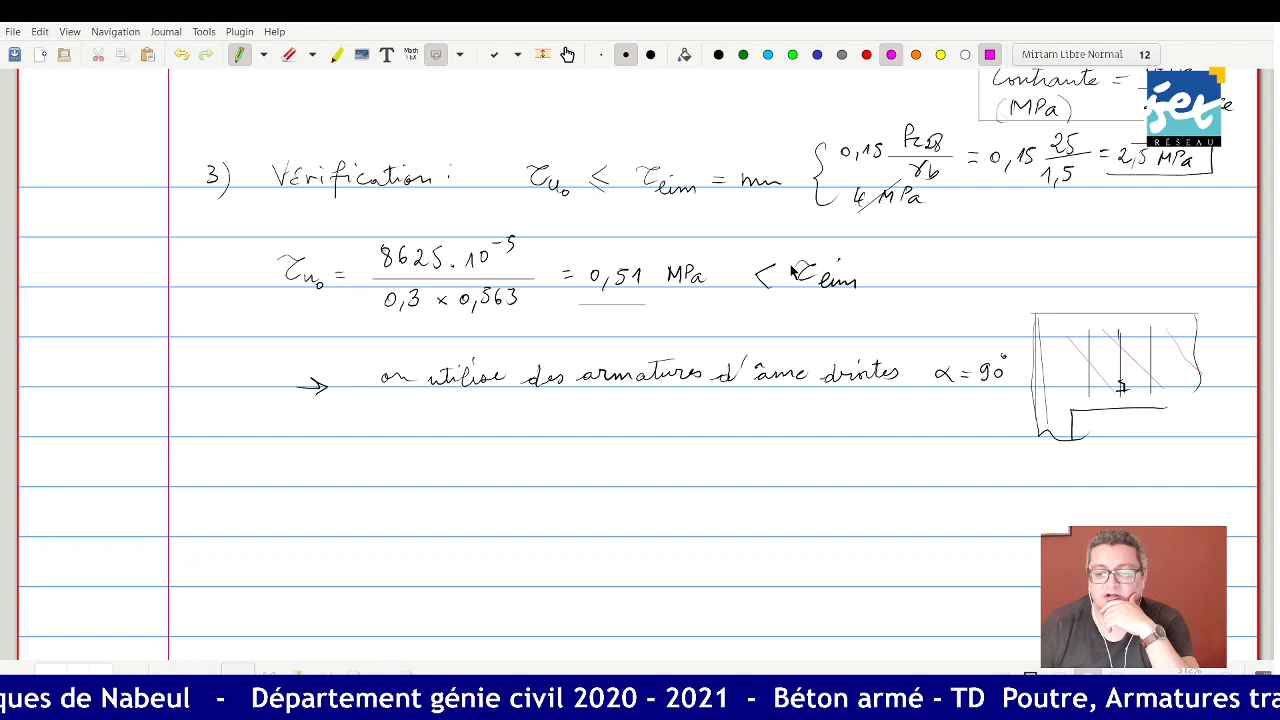 File Edit View Navigation Journal Tools Plugin Help
Miriam Libre Normal 12
Contrainte =
(MPa)
ıset
RÉSEAU
3) Vérification : τu₀ ≤ τlim = min { 0,15 fc28/γb = 0,15 25/1,5 = 2,5 MPa
4 MPa
τu₀ = 8625.10⁻⁵ / 0,3 × 0,563 = 0,51 MPa < τlim
→ on utilise des armatures d'âme droites α = 90°
312%
ques de Nabeul - Département génie civil 2020 - 2021 - Béton armé - TD Poutre, Armatures tra